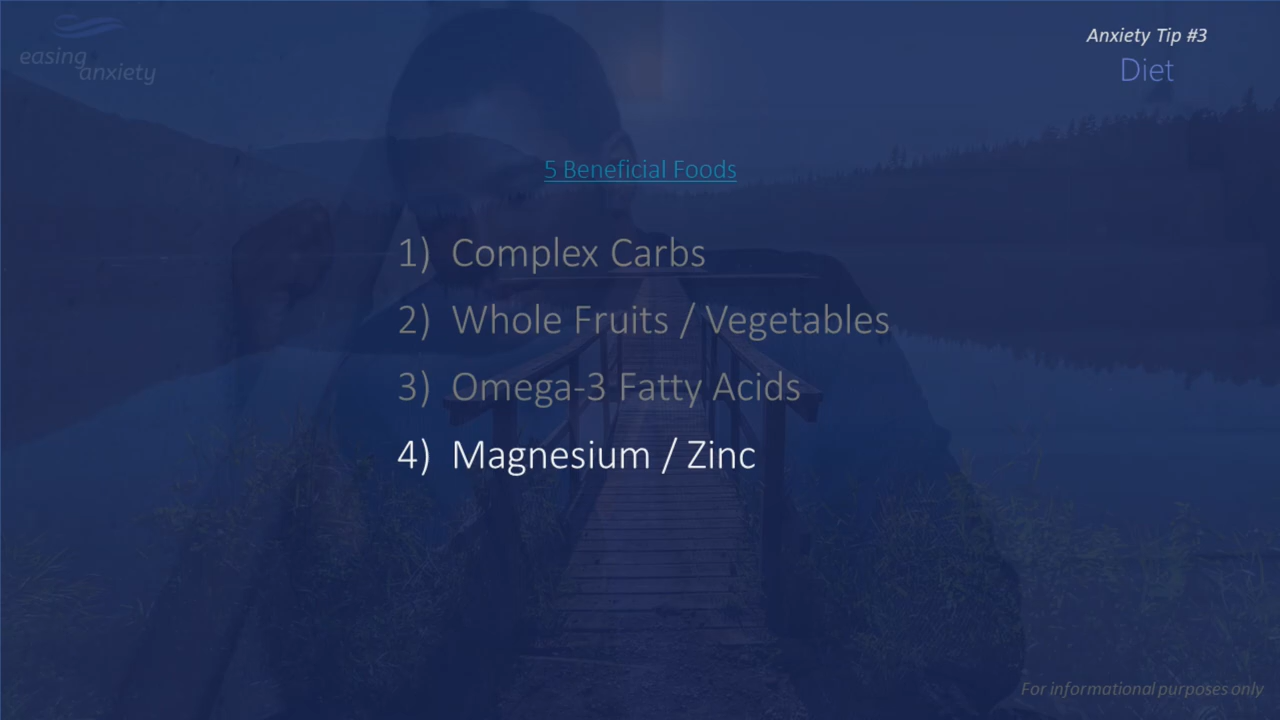 easing
anxiety
Anxiety Tip #3
Diet
5 Beneficial Foods
1) Complex Carbs
2) Whole Fruits / Vegetables
3) Omega-3 Fatty Acids
4) Magnesium / Zinc
For informational purposes only